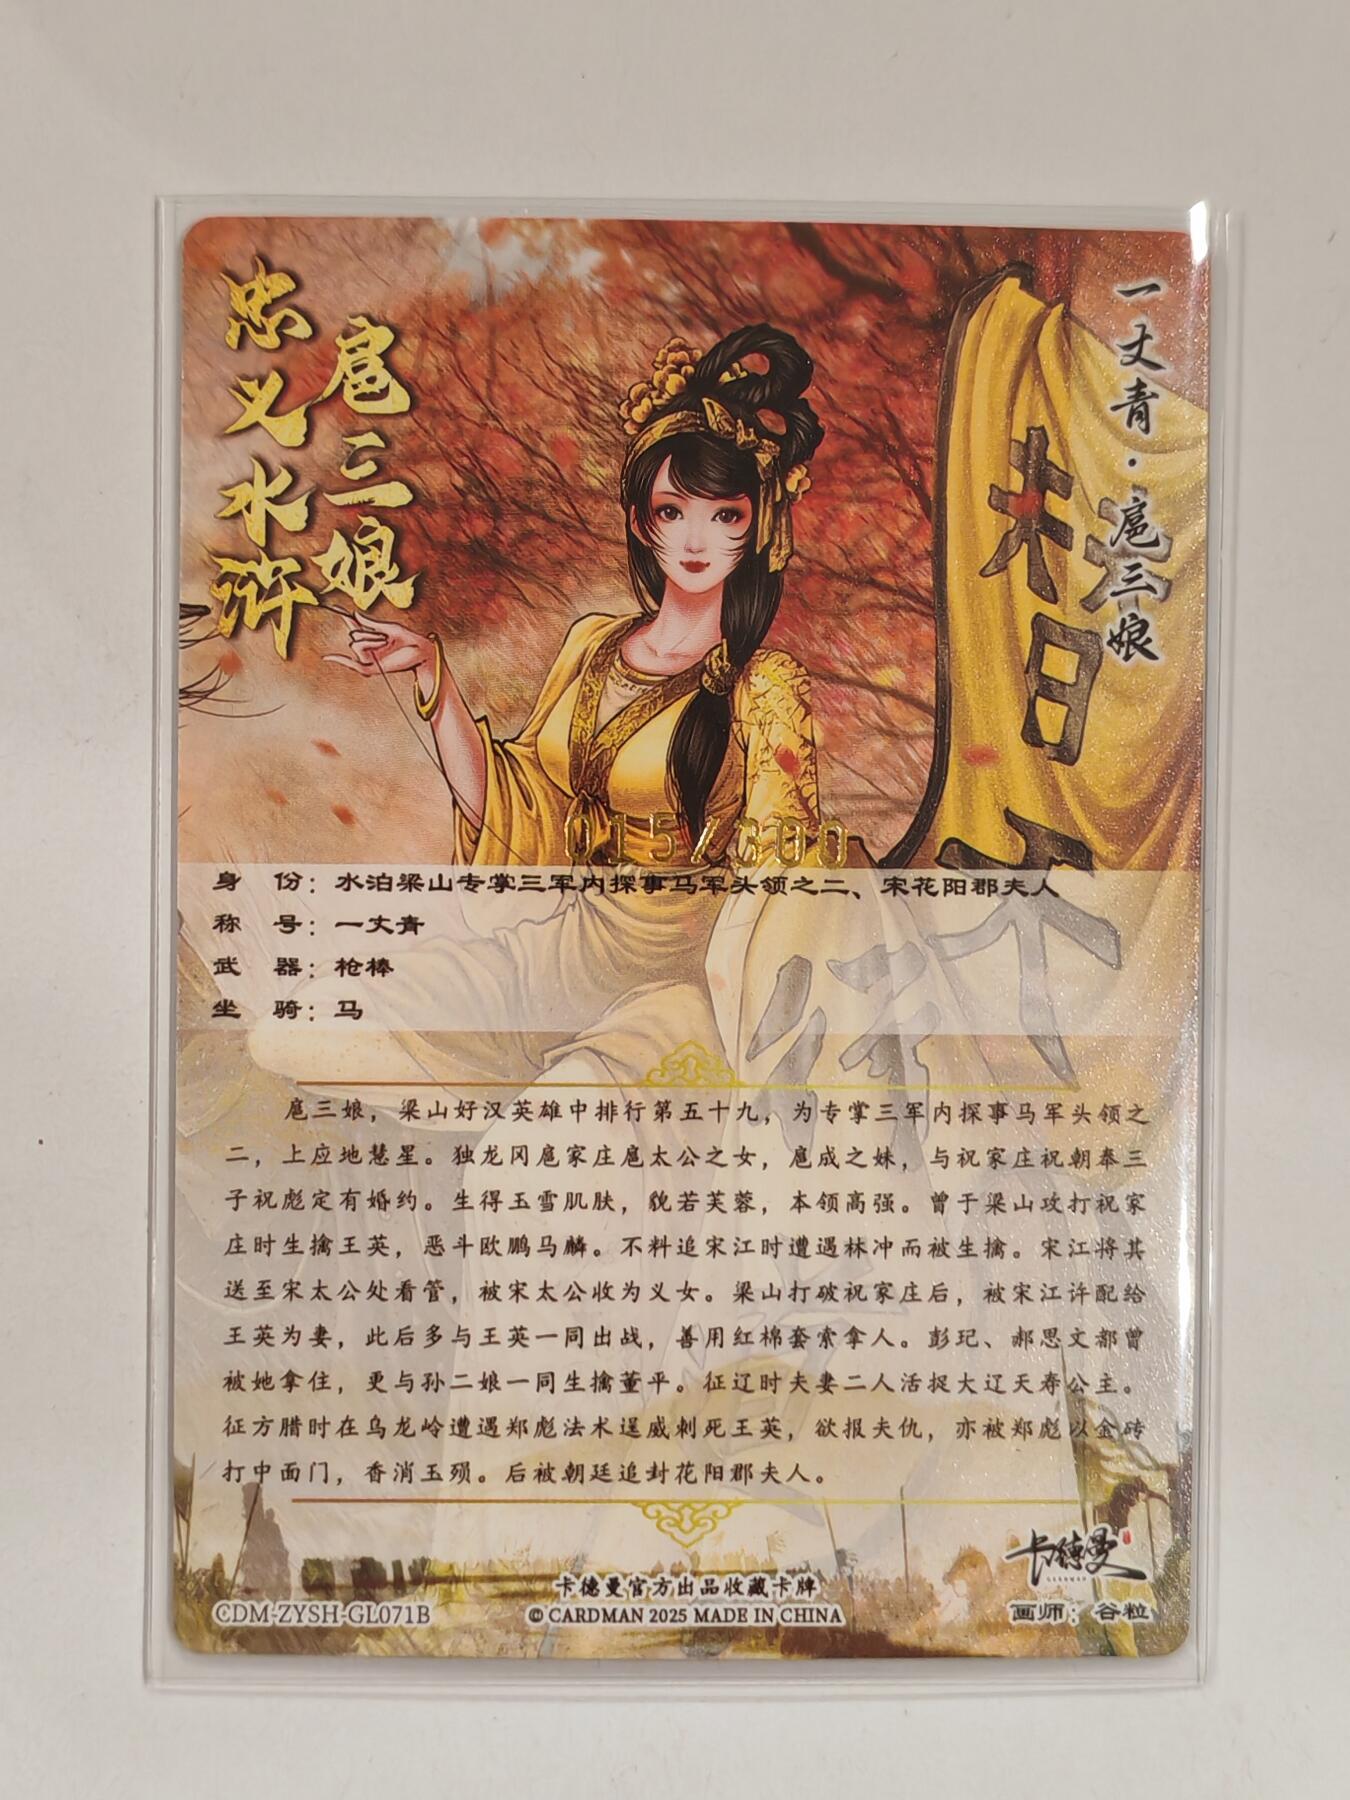 忠义水浒
扈三娘
一丈青·扈三娘
015/300
身 份：水泊梁山专掌三军内探事马军头领之二、宋花阳郡夫人
称 号：一丈青
武 器：枪棒
坐 骑：马
扈三娘，梁山好汉英雄中排行第五十九，为专掌三军内探事马军头领之
二，上应地慧星。独龙冈扈家庄扈太公之女，扈成之妹，与祝家庄祝朝奉三
子祝彪定有婚约。生得玉雪肌肤，貌若芙蓉，本领高强。曾于梁山攻打祝家
庄时生擒王英，恶斗欧鹏马麟。不料追宋江时遭遇林冲而被生擒。宋江将其
送至宋太公处看管，被宋太公收为义女。梁山打破祝家庄后，被宋江许配给
王英为妻，此后多与王英一同出战，善用红棉套索拿人。彭玘、郝思文都曾
被她拿住，更与孙二娘一同生擒董平。征辽时夫妻二人活捉大辽天寿公主。
征方腊时在乌龙岭遭遇郑彪法术逞威刺死王英，欲报夫仇，亦被郑彪以金砖
打中面门，香消玉殒。后被朝廷追封花阳郡夫人。
卡德曼
CARDMAN
卡德曼官方出品收藏卡牌
CDM-ZYSH-GL071B
© CARDMAN 2025 MADE IN CHINA
画师：谷粒